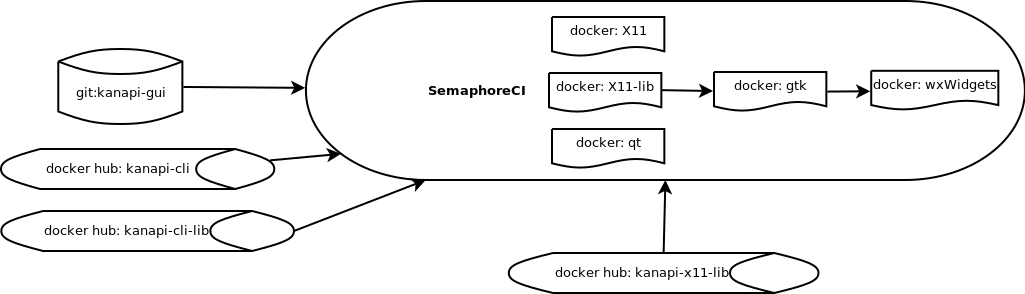 docker: X11
git:kanapi-gui
SemaphoreCI
docker: X11-lib
docker: gtk
docker: wxWidgets
docker: qt
docker hub: kanapi-cli
docker hub: kanapi-cli-lib
docker hub: kanapi-x11-lib